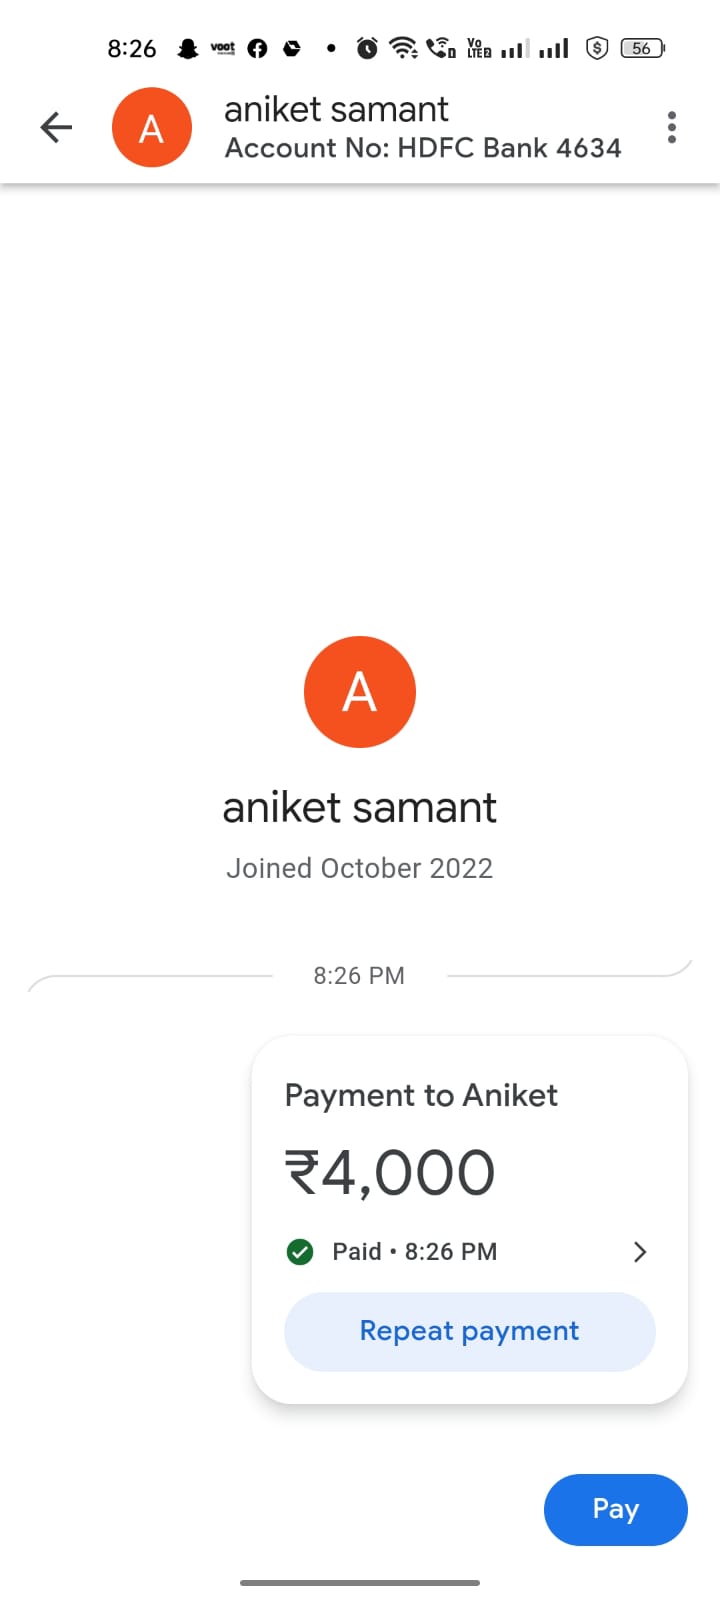 8:26 voot Vo LTE 2 56
A
aniket samant
Account No: HDFC Bank 4634
A
aniket samant
Joined October 2022
8:26 PM
Payment to Aniket
₹4,000
Paid • 8:26 PM
Repeat payment
Pay